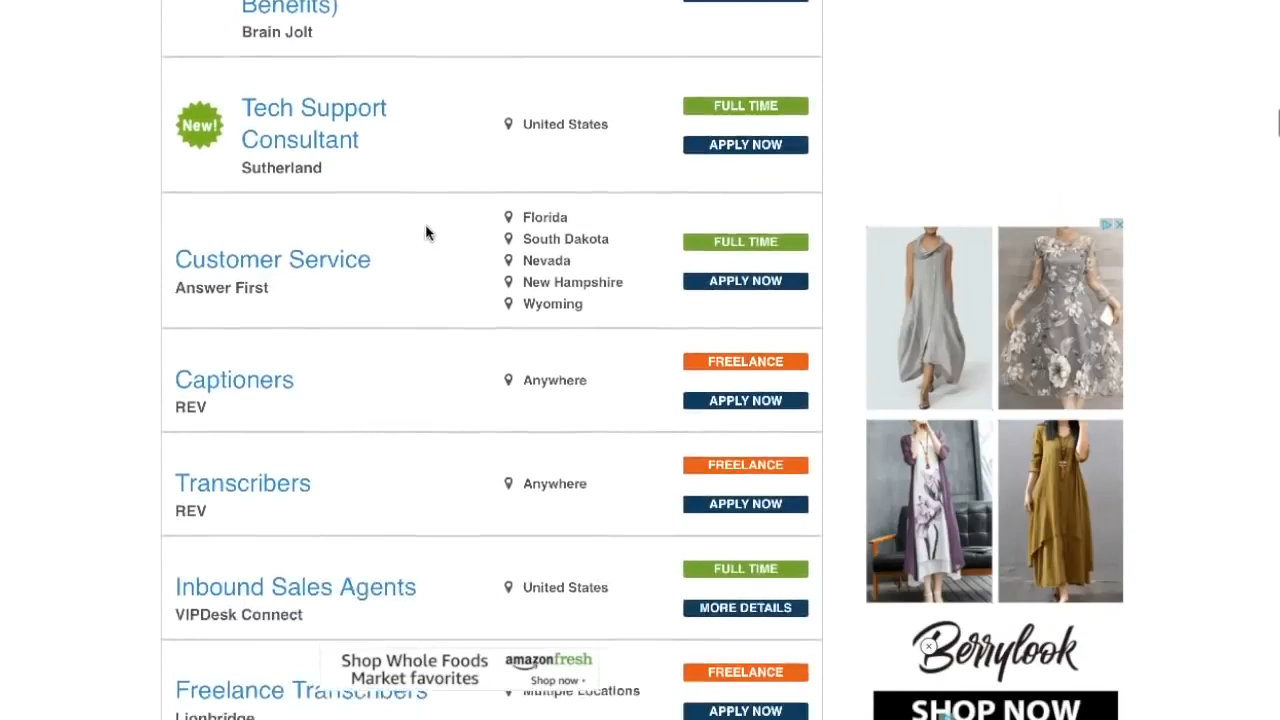 Benefits)
Brain Jolt
New!
Tech Support
Consultant
Sutherland
United States
FULL TIME
APPLY NOW
Customer Service
Answer First
Florida
South Dakota
Nevada
New Hampshire
Wyoming
FULL TIME
APPLY NOW
Captioners
REV
Anywhere
FREELANCE
APPLY NOW
Transcribers
REV
Anywhere
FREELANCE
APPLY NOW
Inbound Sales Agents
VIPDesk Connect
United States
FULL TIME
MORE DETAILS
Shop Whole Foods
Market favorites
amazonfresh
Shop now
Freelance Transcribers
Lionbridge
Multiple Locations
FREELANCE
APPLY NOW
Berrylook
SHOP NOW